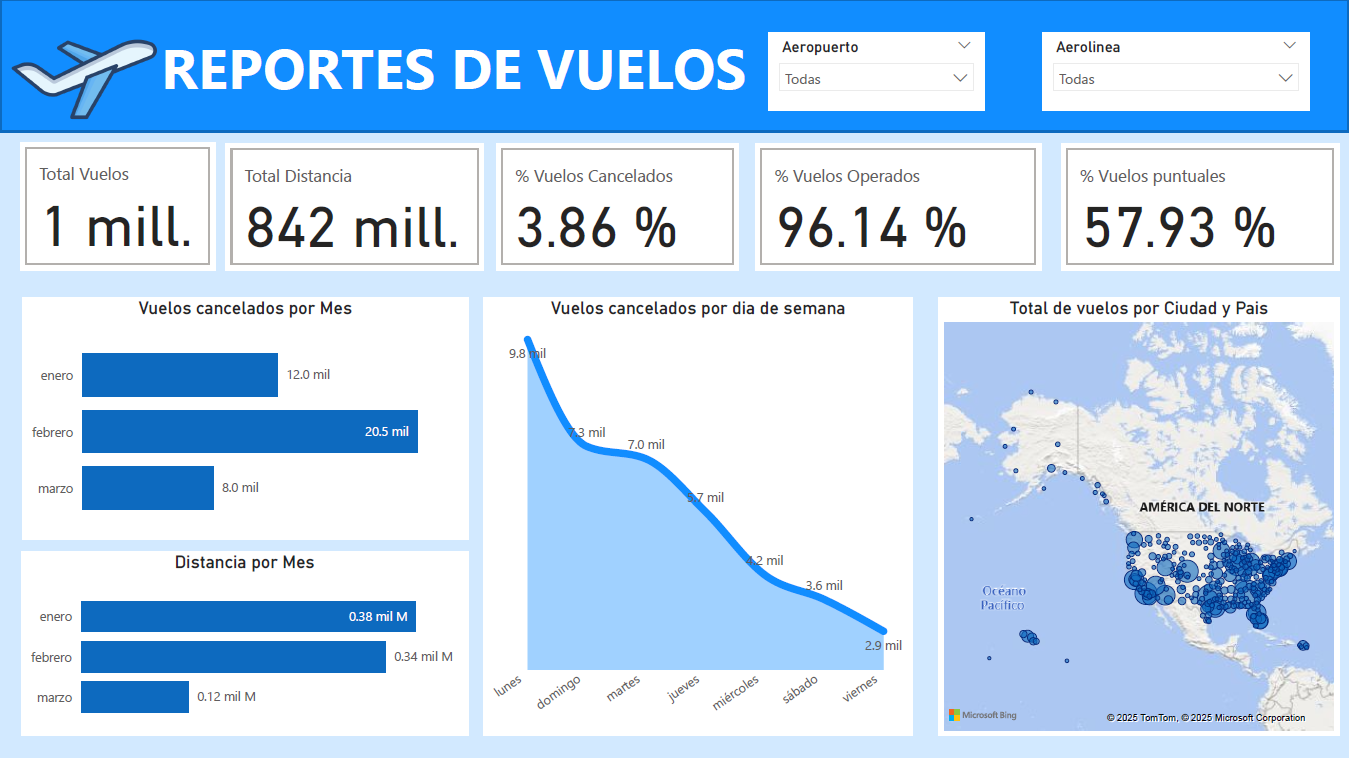 REPORTES DE VUELOS
Aeropuerto
Todas
Aerolinea
Todas
Total Vuelos
1 mill.
Total Distancia
842 mill.
% Vuelos Cancelados
3.86 %
% Vuelos Operados
96.14 %
% Vuelos puntuales
57.93 %
Vuelos cancelados por Mes
enero
12.0 mil
febrero
20.5 mil
marzo
8.0 mil
Distancia por Mes
enero
0.38 mil M
febrero
0.34 mil M
marzo
0.12 mil M
Vuelos cancelados por dia de semana
9.8 mil
7.3 mil
7.0 mil
5.7 mil
4.2 mil
3.6 mil
2.9 mil
lunes
domingo
martes
jueves
miércoles
sábado
viernes
Total de vuelos por Ciudad y Pais
AMÉRICA DEL NORTE
Océano
Pacífico
Microsoft Bing
© 2025 TomTom, © 2025 Microsoft Corporation